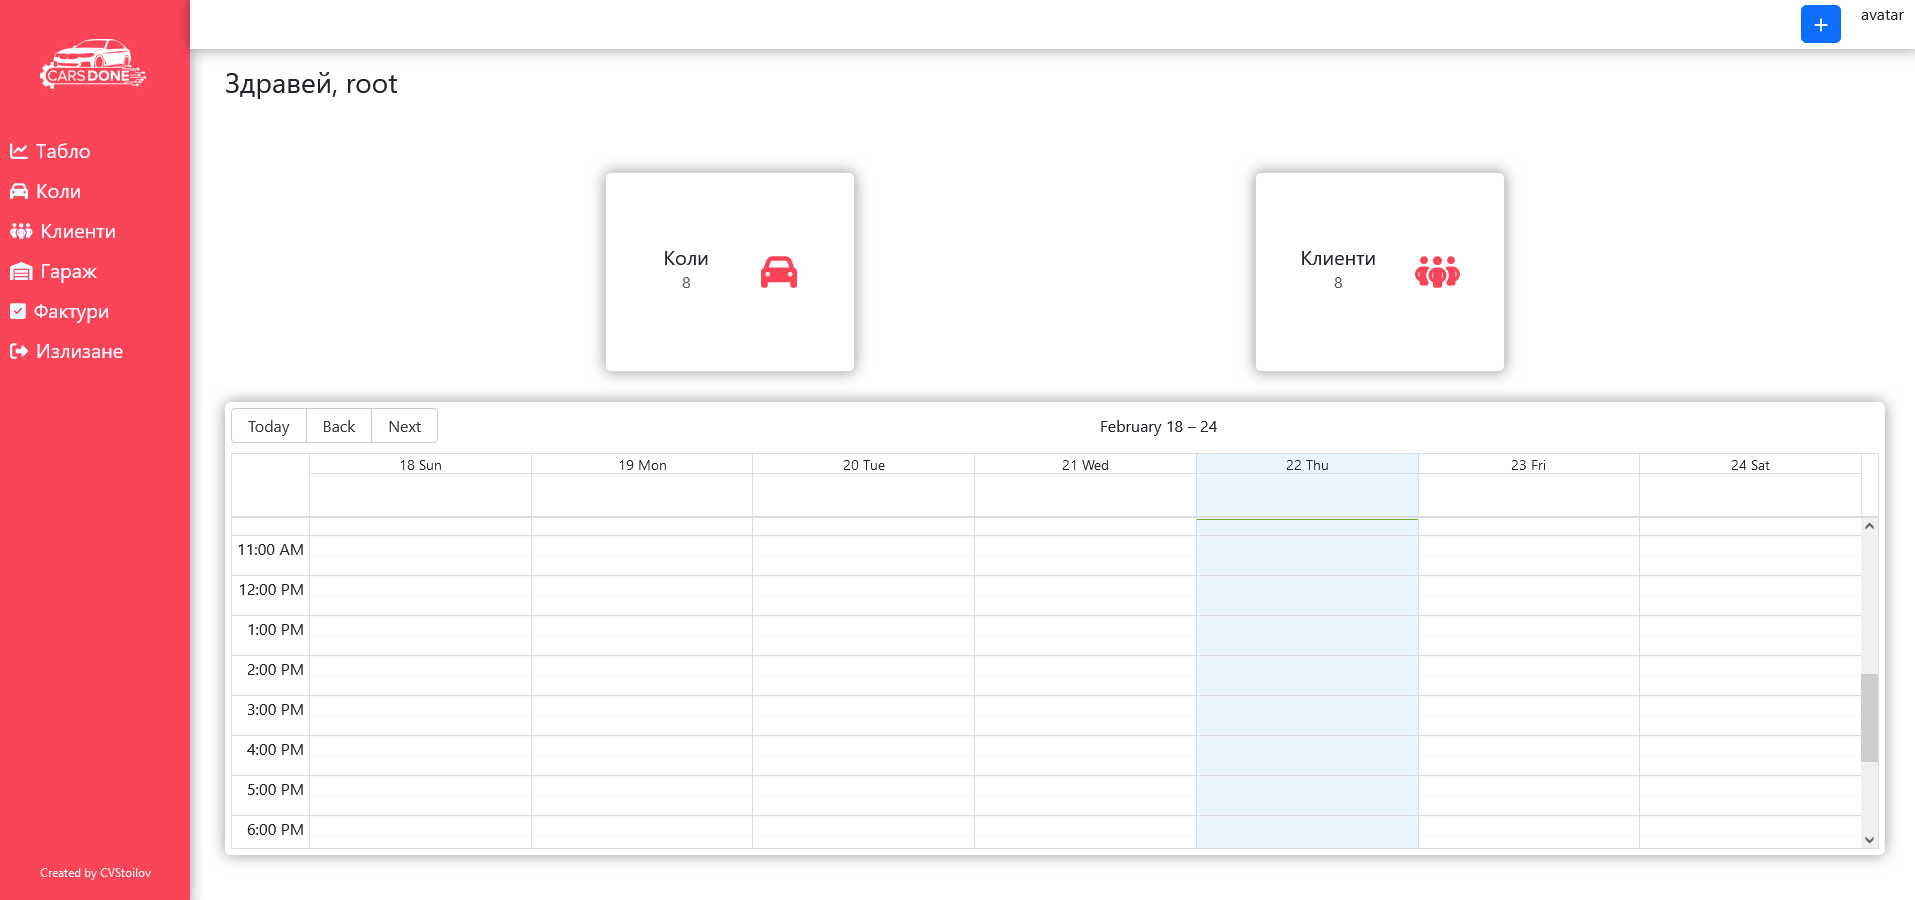 avatar
CARSDONE
Здравей, root
Табло
Коли
Клиенти
Гараж
Фактури
Излизане
Коли
8
Клиенти
8
Today Back Next
February 18 – 24
18 Sun 19 Mon 20 Tue 21 Wed 22 Thu 23 Fri 24 Sat
11:00 AM
12:00 PM
1:00 PM
2:00 PM
3:00 PM
4:00 PM
5:00 PM
6:00 PM
Created by CVStoilov